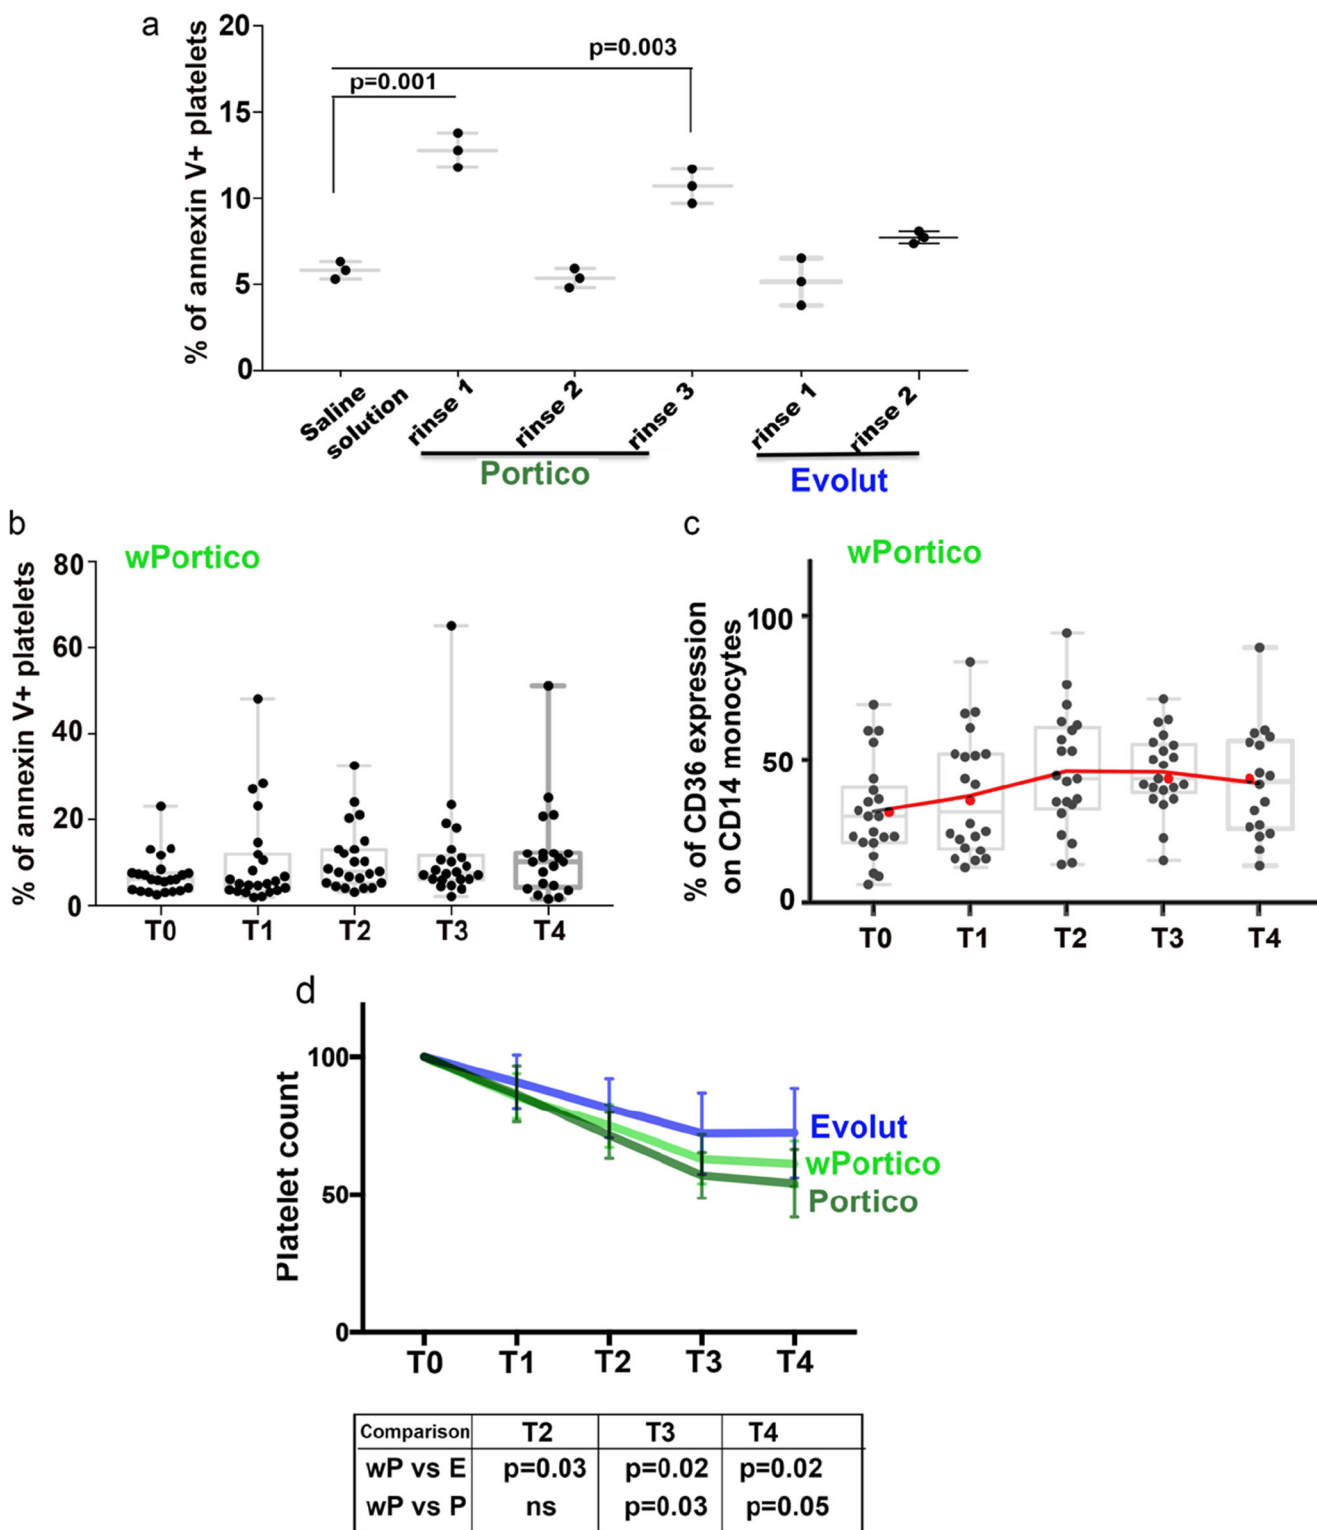 a
% of annexin V+ platelets
20
15
10
5
0
p=0.003
p=0.001
Saline
solution
rinse 1
rinse 2
rinse 3
rinse 1
rinse 2
Portico
Evolut
b
wPortico
% of annexin V+ platelets
80
60
40
20
0
T0 T1 T2 T3 T4
c
wPortico
% of CD36 expression
on CD14 monocytes
100
50
0
T0 T1 T2 T3 T4
d
Platelet count
100
50
0
Evolut
wPortico
Portico
T0 T1 T2 T3 T4
Comparison T2 T3 T4
wP vs E p=0.03 p=0.02 p=0.02
wP vs P ns p=0.03 p=0.05